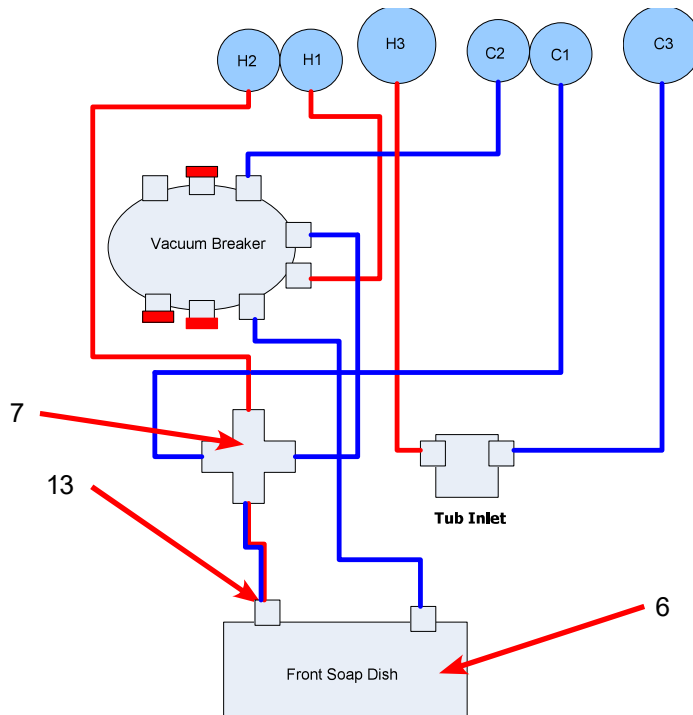 H2
H1
H3
C2
C1
C3
Vacuum Breaker
7
13
Tub Inlet
6
Front Soap Dish